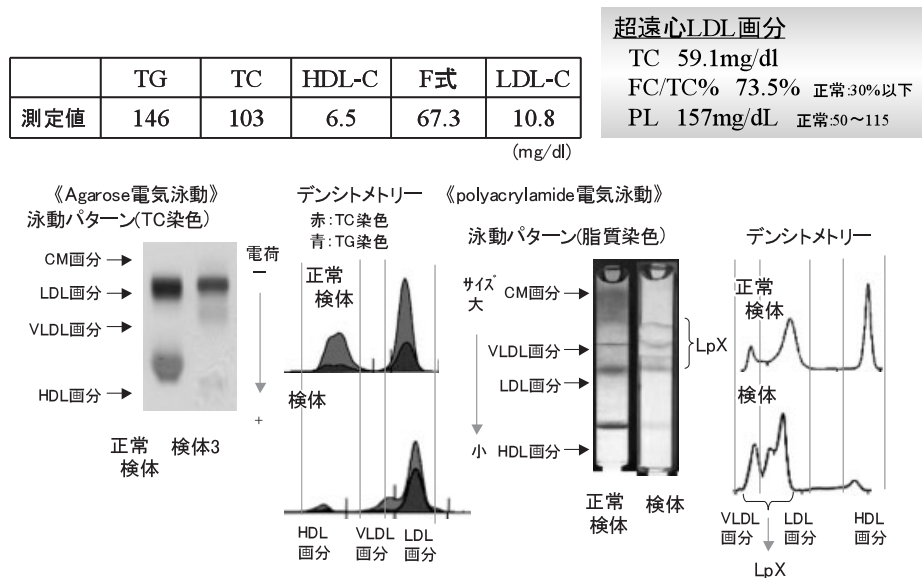 TG TC HDL-C F式 LDL-C
測定値 146 103 6.5 67.3 10.8
(mg/dl)
超遠心LDL画分
TC 59.1mg/dl
FC/TC% 73.5% 正常:30%以下
PL 157mg/dL 正常:50～115
《Agarose電気泳動》
泳動パターン(TC染色)
CM画分
LDL画分
VLDL画分
HDL画分
電荷
−
+
正常
検体
検体3
デンシトメトリー
赤:TC染色
青:TG染色
正常
検体
検体
HDL
画分
VLDL
画分
LDL
画分
《polyacrylamide電気泳動》
泳動パターン(脂質染色)
サイズ
大
小
CM画分
VLDL画分
LDL画分
HDL画分
LpX
正常
検体
検体
デンシトメトリー
正常
検体
検体
VLDL
画分
LDL
画分
HDL
画分
LpX